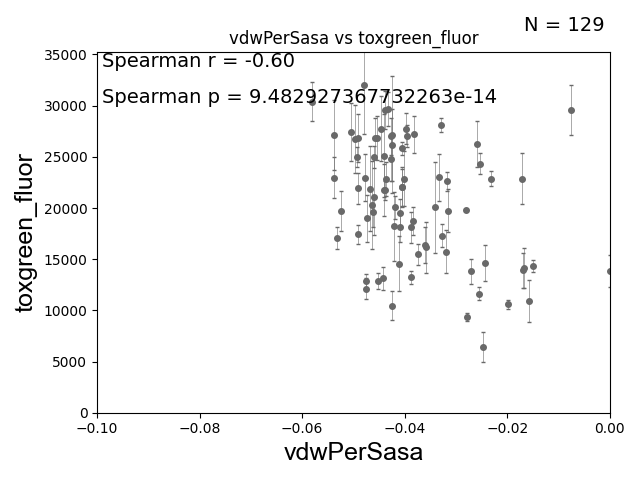 N = 129
vdwPerSasa vs toxgreen_fluor
Spearman r = -0.60
Spearman p = 9.482927367732263e-14
35000
30000
25000
20000
15000
10000
5000
0
toxgreen_fluor
−0.10 −0.08 −0.06 −0.04 −0.02 0.00
vdwPerSasa